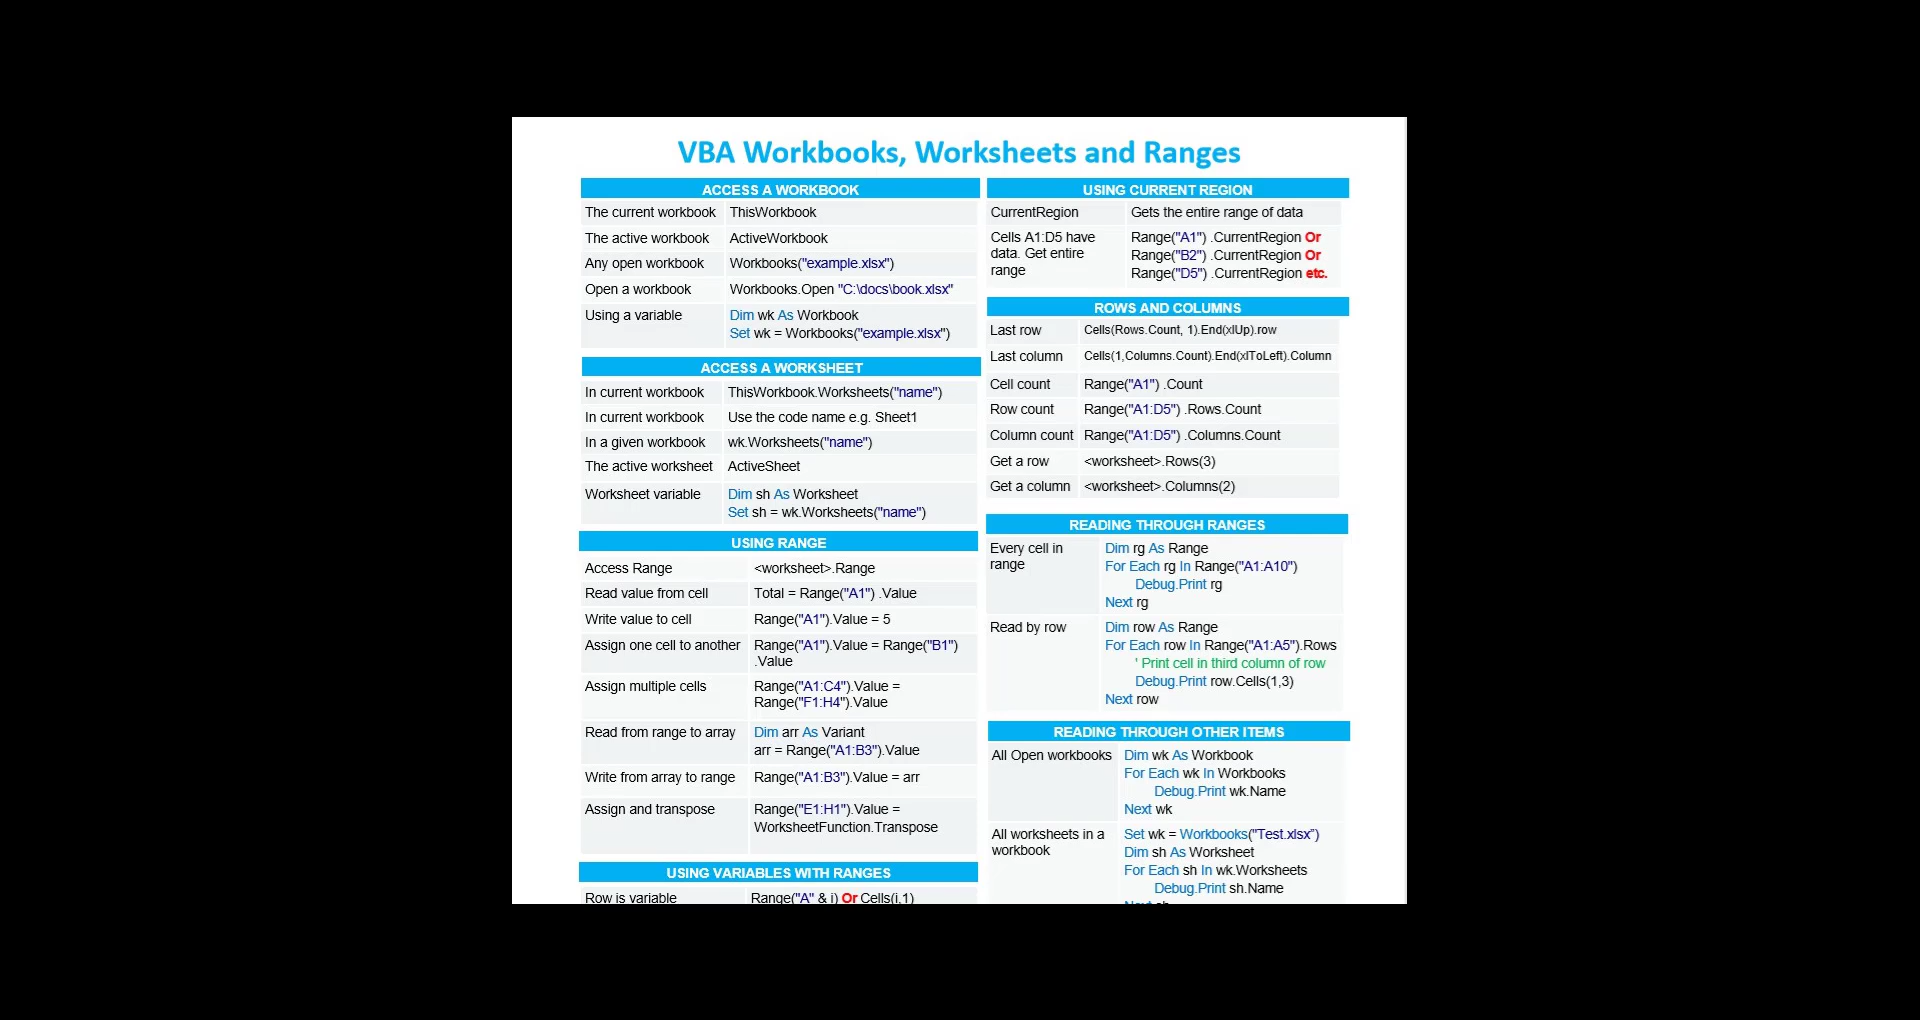 VBA Workbooks, Worksheets and Ranges
ACCESS A WORKBOOK
The current workbook ThisWorkbook
The active workbook ActiveWorkbook
Any open workbook Workbooks("example.xlsx")
Open a workbook Workbooks.Open "C:\docs\book.xlsx"
Using a variable Dim wk As Workbook
Set wk = Workbooks("example.xlsx")
ACCESS A WORKSHEET
In current workbook ThisWorkbook.Worksheets("name")
In current workbook Use the code name e.g. Sheet1
In a given workbook wk.Worksheets("name")
The active worksheet ActiveSheet
Worksheet variable Dim sh As Worksheet
Set sh = wk.Worksheets("name")
USING RANGE
Access Range <worksheet>.Range
Read value from cell Total = Range("A1") .Value
Write value to cell Range("A1").Value = 5
Assign one cell to another Range("A1").Value = Range("B1")
.Value
Assign multiple cells Range("A1:C4").Value =
Range("F1:H4").Value
Read from range to array Dim arr As Variant
arr = Range("A1:B3").Value
Write from array to range Range("A1:B3").Value = arr
Assign and transpose Range("E1:H1").Value =
WorksheetFunction.Transpose
USING VARIABLES WITH RANGES
Row is variable Range("A" & i) Or Cells(i,1)
USING CURRENT REGION
CurrentRegion Gets the entire range of data
Cells A1:D5 have Range("A1") .CurrentRegion Or
data. Get entire Range("B2") .CurrentRegion Or
range Range("D5") .CurrentRegion etc.
ROWS AND COLUMNS
Last row Cells(Rows.Count, 1).End(xlUp).row
Last column Cells(1,Columns.Count).End(xlToLeft).Column
Cell count Range("A1") .Count
Row count Range("A1:D5") .Rows.Count
Column count Range("A1:D5") .Columns.Count
Get a row <worksheet>.Rows(3)
Get a column <worksheet>.Columns(2)
READING THROUGH RANGES
Every cell in Dim rg As Range
range For Each rg In Range("A1:A10")
Debug.Print rg
Next rg
Read by row Dim row As Range
For Each row In Range("A1:A5").Rows
' Print cell in third column of row
Debug.Print row.Cells(1,3)
Next row
READING THROUGH OTHER ITEMS
All Open workbooks Dim wk As Workbook
For Each wk In Workbooks
Debug.Print wk.Name
Next wk
All worksheets in a Set wk = Workbooks("Test.xlsx”)
workbook Dim sh As Worksheet
For Each sh In wk.Worksheets
Debug.Print sh.Name